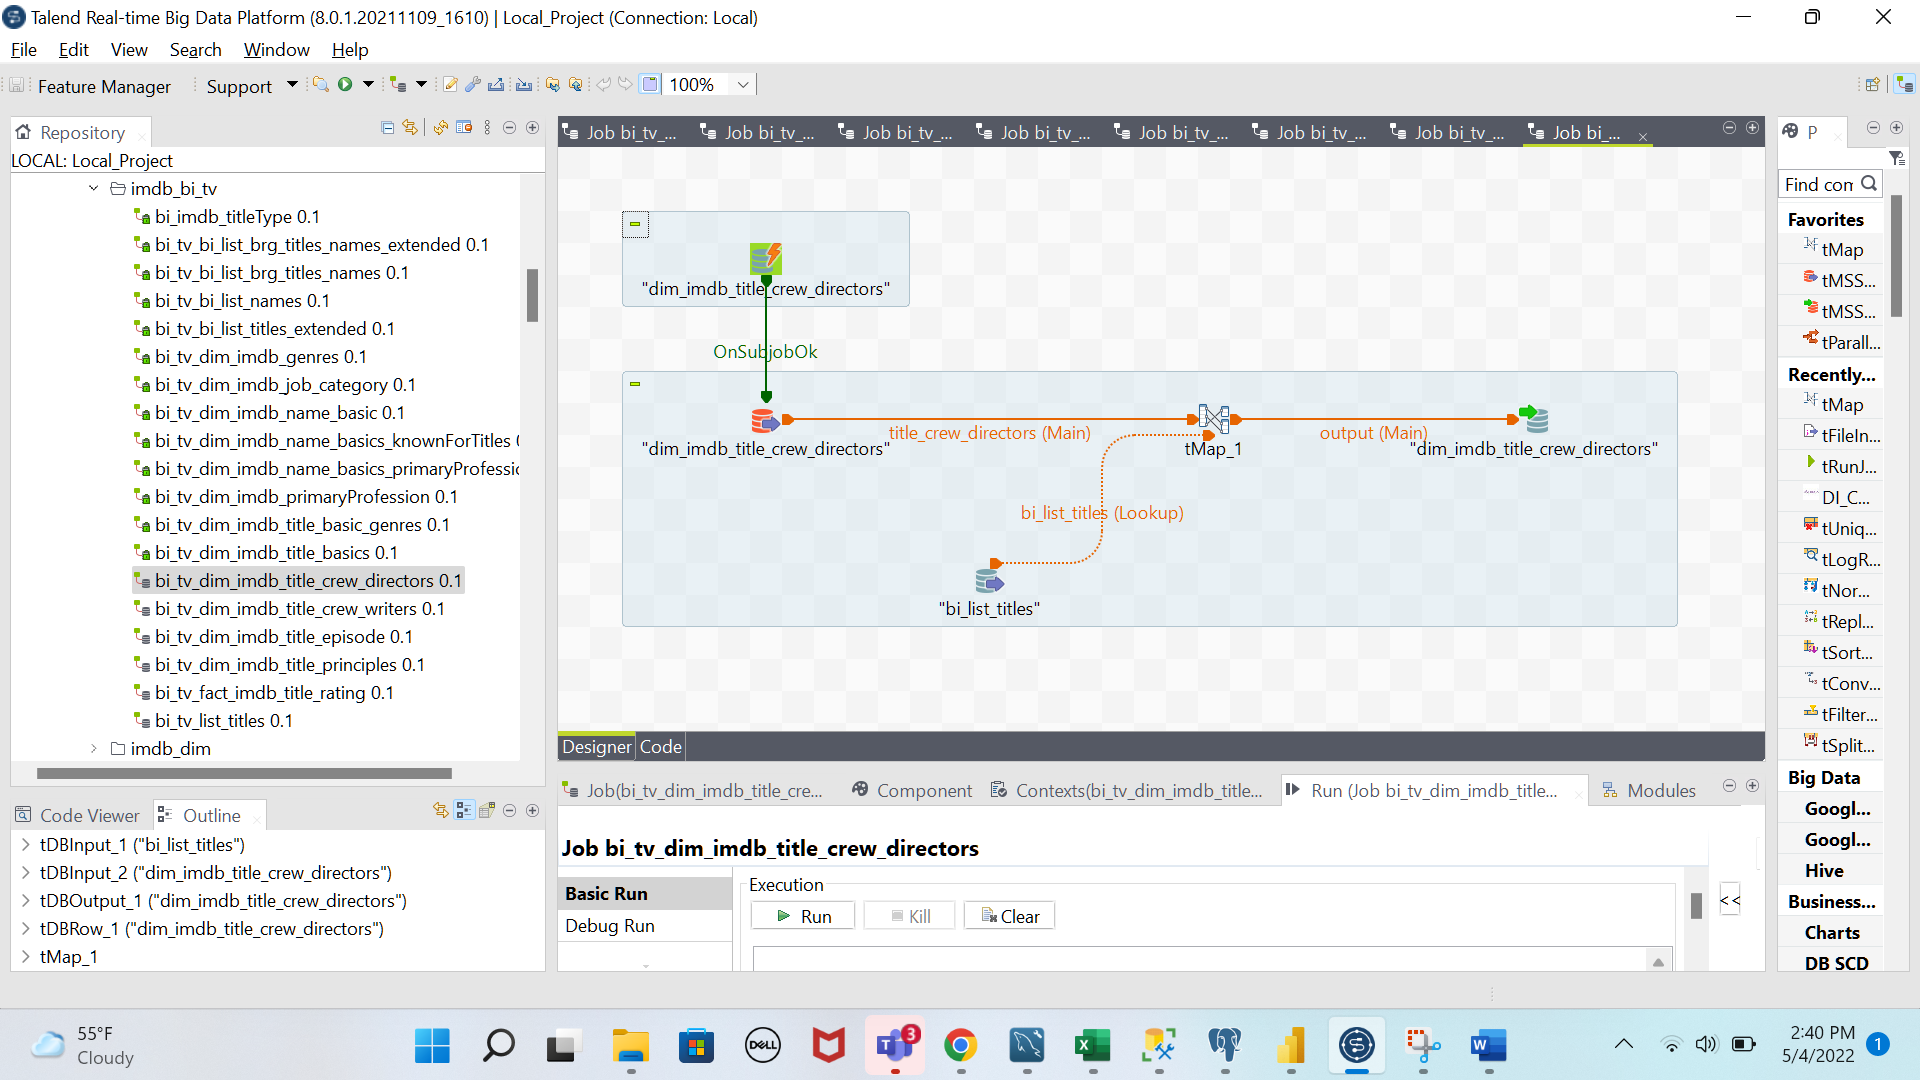 Talend Real-time Big Data Platform (8.0.1.20211109_1610) | Local_Project (Connection: Local)
File Edit View Search Window Help
Feature Manager Support 100%
Repository
LOCAL: Local_Project
imdb_bi_tv
bi_imdb_titleType 0.1
bi_tv_bi_list_brg_titles_names_extended 0.1
bi_tv_bi_list_brg_titles_names 0.1
bi_tv_bi_list_names 0.1
bi_tv_bi_list_titles_extended 0.1
bi_tv_dim_imdb_genres 0.1
bi_tv_dim_imdb_job_category 0.1
bi_tv_dim_imdb_name_basic 0.1
bi_tv_dim_imdb_name_basics_knownForTitles (
bi_tv_dim_imdb_name_basics_primaryProfessic
bi_tv_dim_imdb_primaryProfession 0.1
bi_tv_dim_imdb_title_basic_genres 0.1
bi_tv_dim_imdb_title_basics 0.1
bi_tv_dim_imdb_title_crew_directors 0.1
bi_tv_dim_imdb_title_crew_writers 0.1
bi_tv_dim_imdb_title_episode 0.1
bi_tv_dim_imdb_title_principles 0.1
bi_tv_fact_imdb_title_rating 0.1
bi_tv_list_titles 0.1
imdb_dim
Code Viewer Outline
tDBInput_1 ("bi_list_titles")
tDBInput_2 ("dim_imdb_title_crew_directors")
tDBOutput_1 ("dim_imdb_title_crew_directors")
tDBRow_1 ("dim_imdb_title_crew_directors")
tMap_1
Job bi_tv_... Job bi_tv_... Job bi_tv_... Job bi_tv_... Job bi_tv_... Job bi_tv_... Job bi_tv_... Job bi_...
"dim_imdb_title_crew_directors"
OnSubjobOk
title_crew_directors (Main) output (Main)
"dim_imdb_title_crew_directors" tMap_1 "dim_imdb_title_crew_directors"
bi_list_titles (Lookup)
"bi_list_titles"
Designer Code
Job(bi_tv_dim_imdb_title_cre... Component Contexts(bi_tv_dim_imdb_title... Run (Job bi_tv_dim_imdb_title... Modules
Job bi_tv_dim_imdb_title_crew_directors
Basic Run
Debug Run
Execution
Run Kill Clear
<<
P
Find con
Favorites
tMap
tMSS...
tMSS...
tParall...
Recently...
tMap
tFileIn...
tRunJ...
DI_C...
tUniq...
tLogR...
tNor...
tRepl...
tSort...
tConv...
tFilter...
tSplit...
Big Data
Googl...
Googl...
Hive
Business...
Charts
DB SCD
55°F
Cloudy
DELL
3
2:40 PM
5/4/2022
1